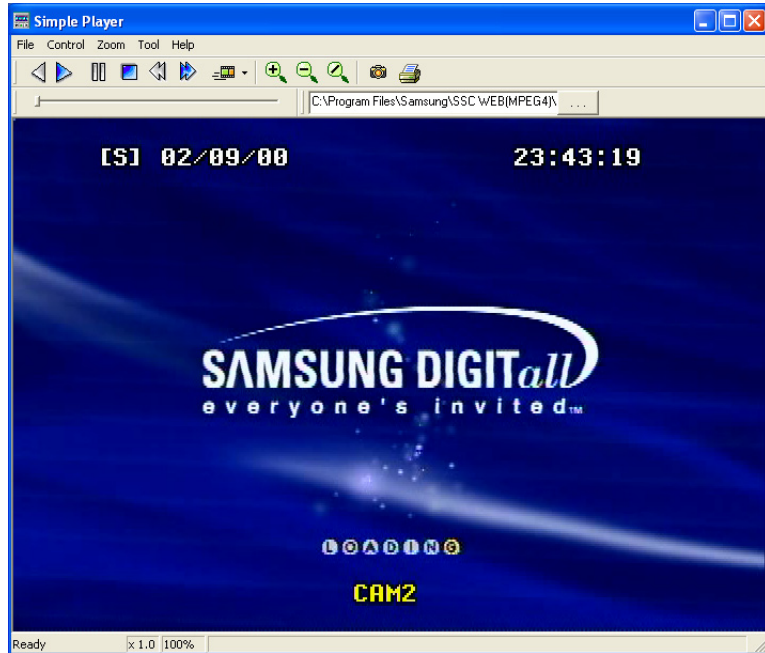 Simple Player
File Control Zoom Tool Help
C:\Program Files\Samsung\SSC WEB(MPEG4)\ ...
[S] 02/09/00 23:43:19
SAMSUNG DIGITall
everyone's invited™
LOADING
CAM2
Ready x 1.0 100%